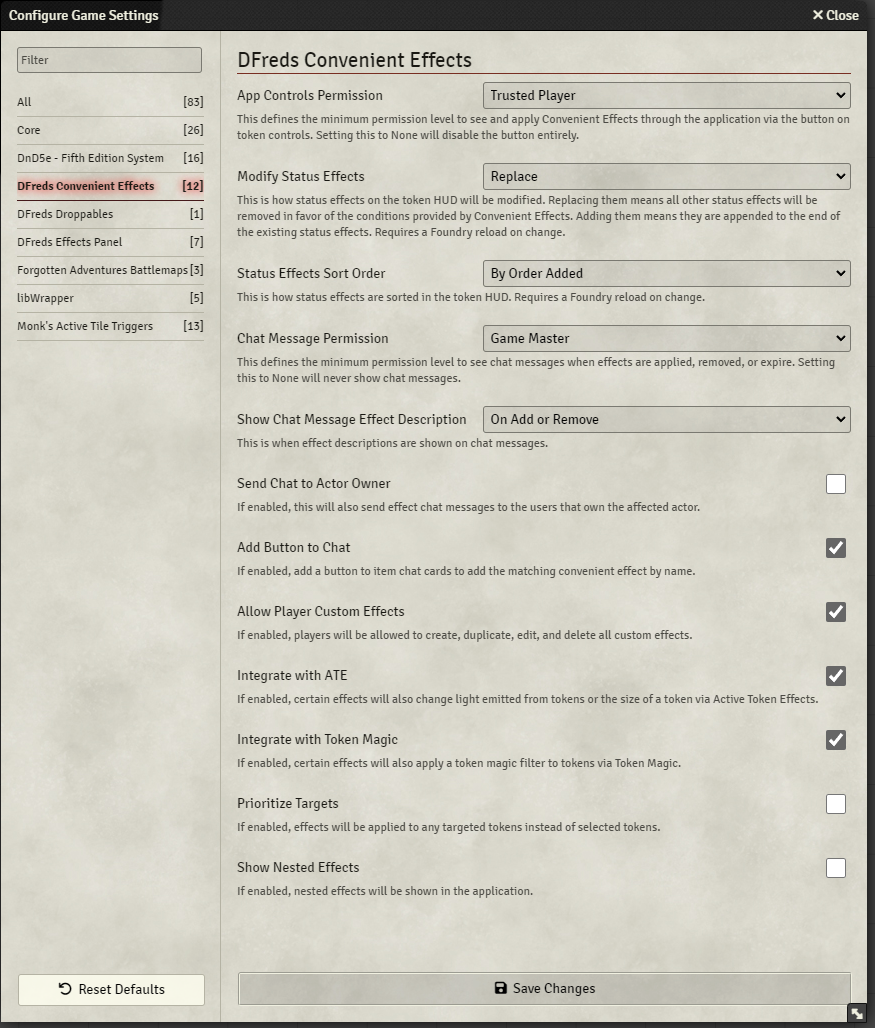 Configure Game Settings
Close
Filter
All [83]
Core [26]
DnD5e - Fifth Edition System [16]
DFreds Convenient Effects [12]
DFreds Droppables [1]
DFreds Effects Panel [7]
Forgotten Adventures Battlemaps [3]
libWrapper [5]
Monk's Active Tile Triggers [13]
Reset Defaults
DFreds Convenient Effects
App Controls Permission Trusted Player
This defines the minimum permission level to see and apply Convenient Effects through the application via the button on
token controls. Setting this to None will disable the button entirely.
Modify Status Effects Replace
This is how status effects on the token HUD will be modified. Replacing them means all other status effects will be
removed in favor of the conditions provided by Convenient Effects. Adding them means they are appended to the end of
the existing status effects. Requires a Foundry reload on change.
Status Effects Sort Order By Order Added
This is how status effects are sorted in the token HUD. Requires a Foundry reload on change.
Chat Message Permission Game Master
This defines the minimum permission level to see chat messages when effects are applied, removed, or expire. Setting
this to None will never show chat messages.
Show Chat Message Effect Description On Add or Remove
This is when effect descriptions are shown on chat messages.
Send Chat to Actor Owner
If enabled, this will also send effect chat messages to the users that own the affected actor.
Add Button to Chat
If enabled, add a button to item chat cards to add the matching convenient effect by name.
Allow Player Custom Effects
If enabled, players will be allowed to create, duplicate, edit, and delete all custom effects.
Integrate with ATE
If enabled, certain effects will also change light emitted from tokens or the size of a token via Active Token Effects.
Integrate with Token Magic
If enabled, certain effects will also apply a token magic filter to tokens via Token Magic.
Prioritize Targets
If enabled, effects will be applied to any targeted tokens instead of selected tokens.
Show Nested Effects
If enabled, nested effects will be shown in the application.
Save Changes